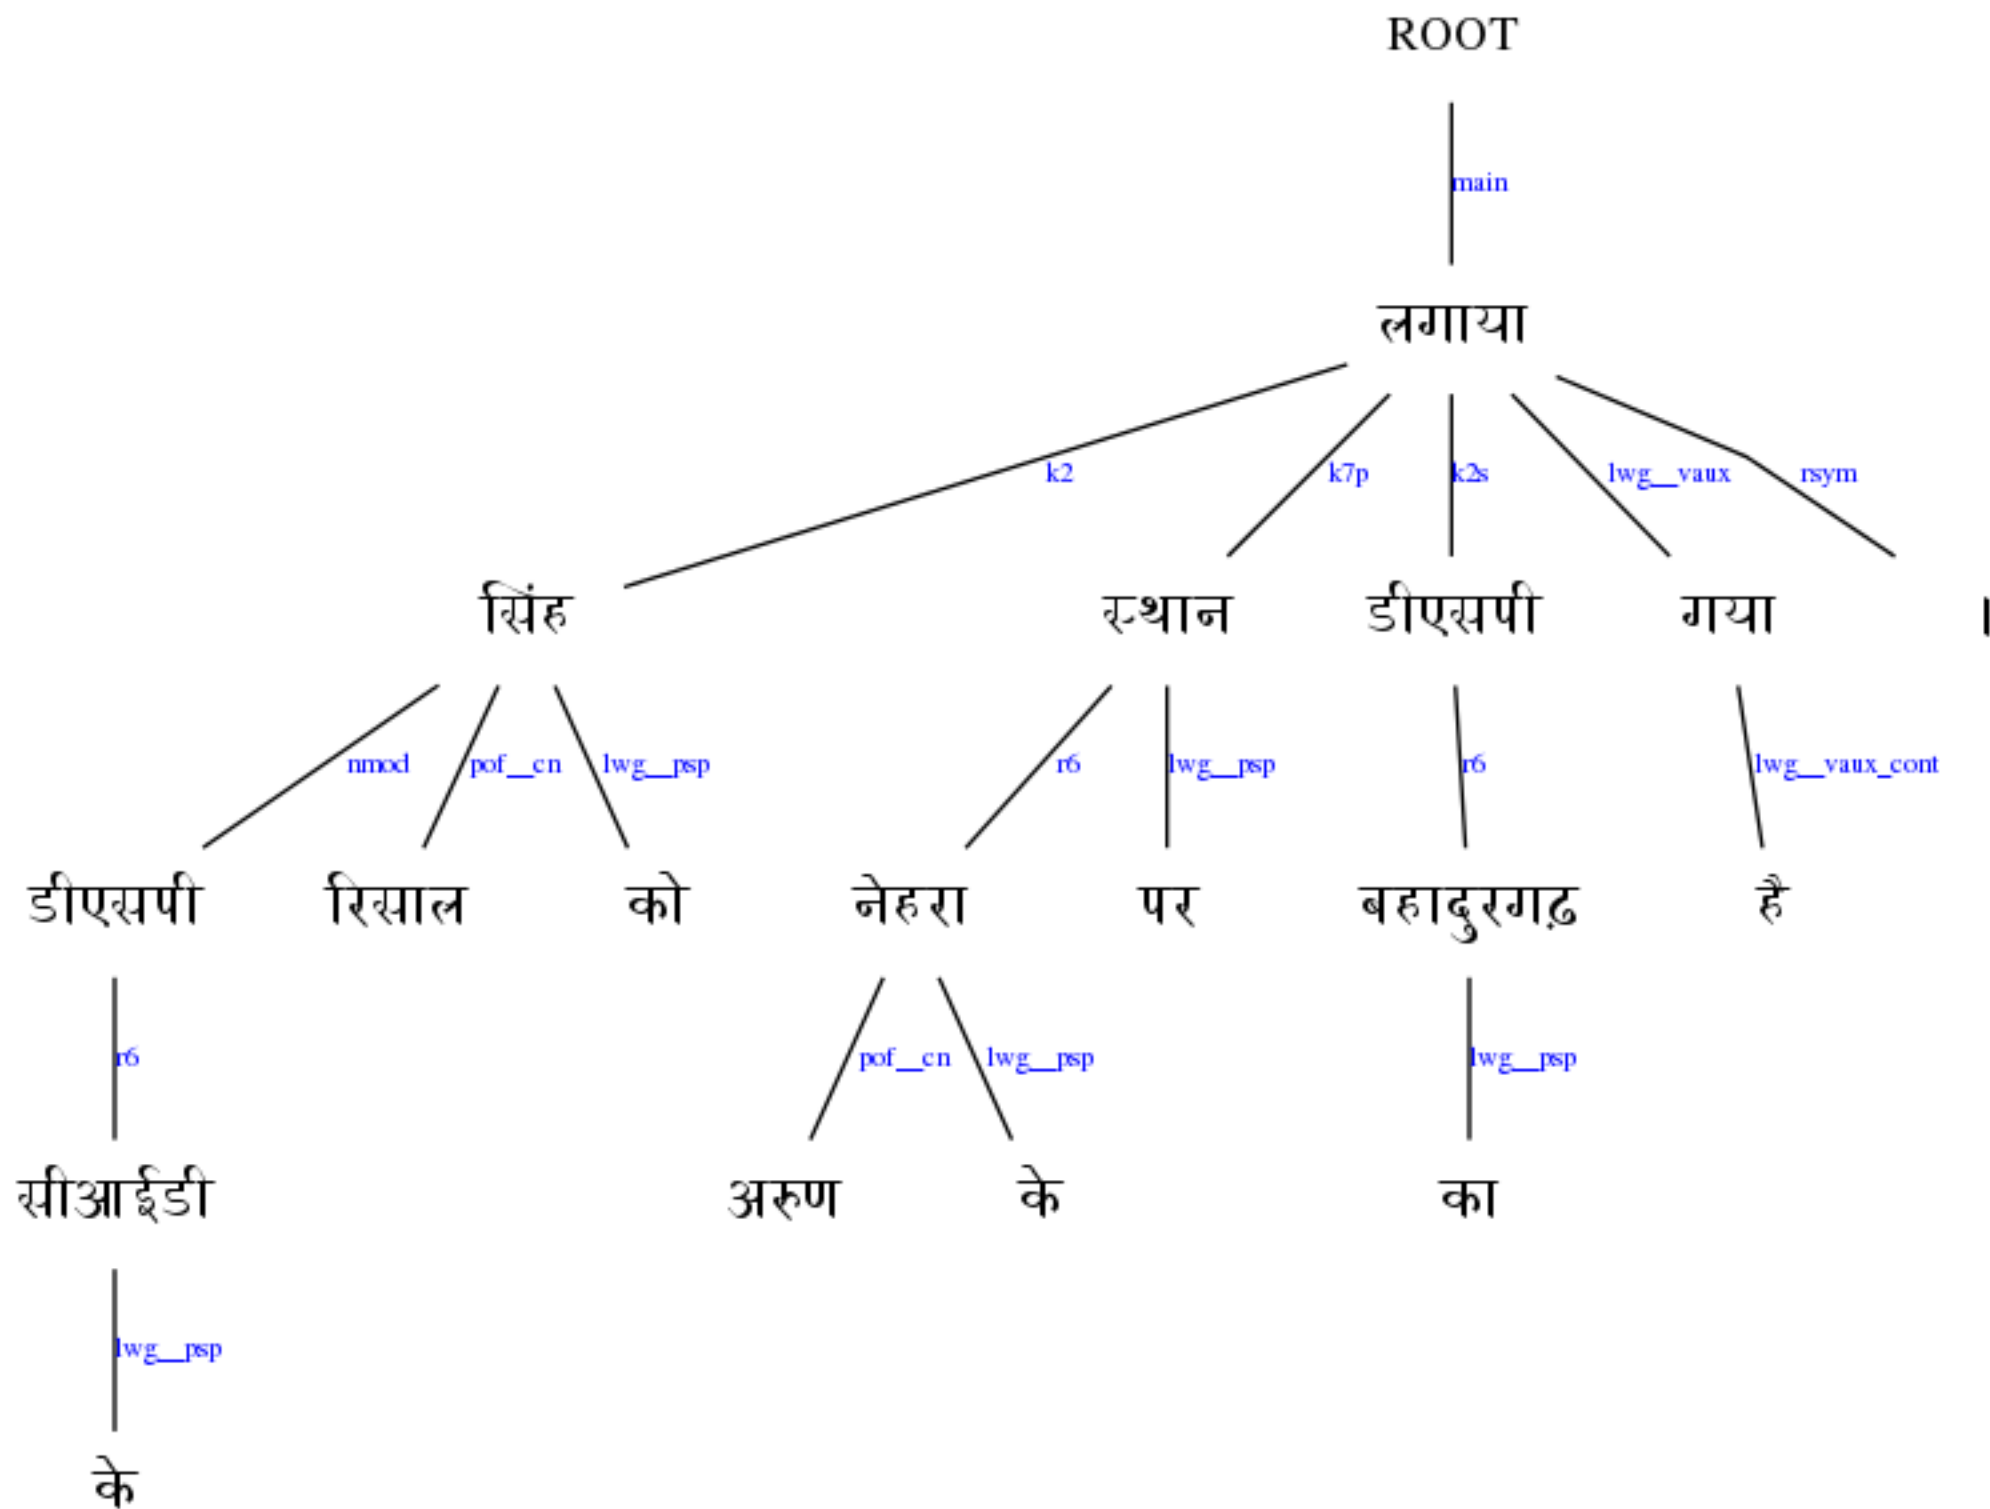 ROOT
main
लगाया
k2 k7p k2s lwg__vaux rsym
सिंह स्थान डीएसपी गया ।
nmod pof__cn lwg__psp r6 lwg__psp r6 lwg__vaux_cont
डीएसपी रिसाल को नेहरा पर बहादुरगढ़ है
r6 pof__cn lwg__psp lwg__psp
सीआईडी अरुण के का
lwg__psp
के